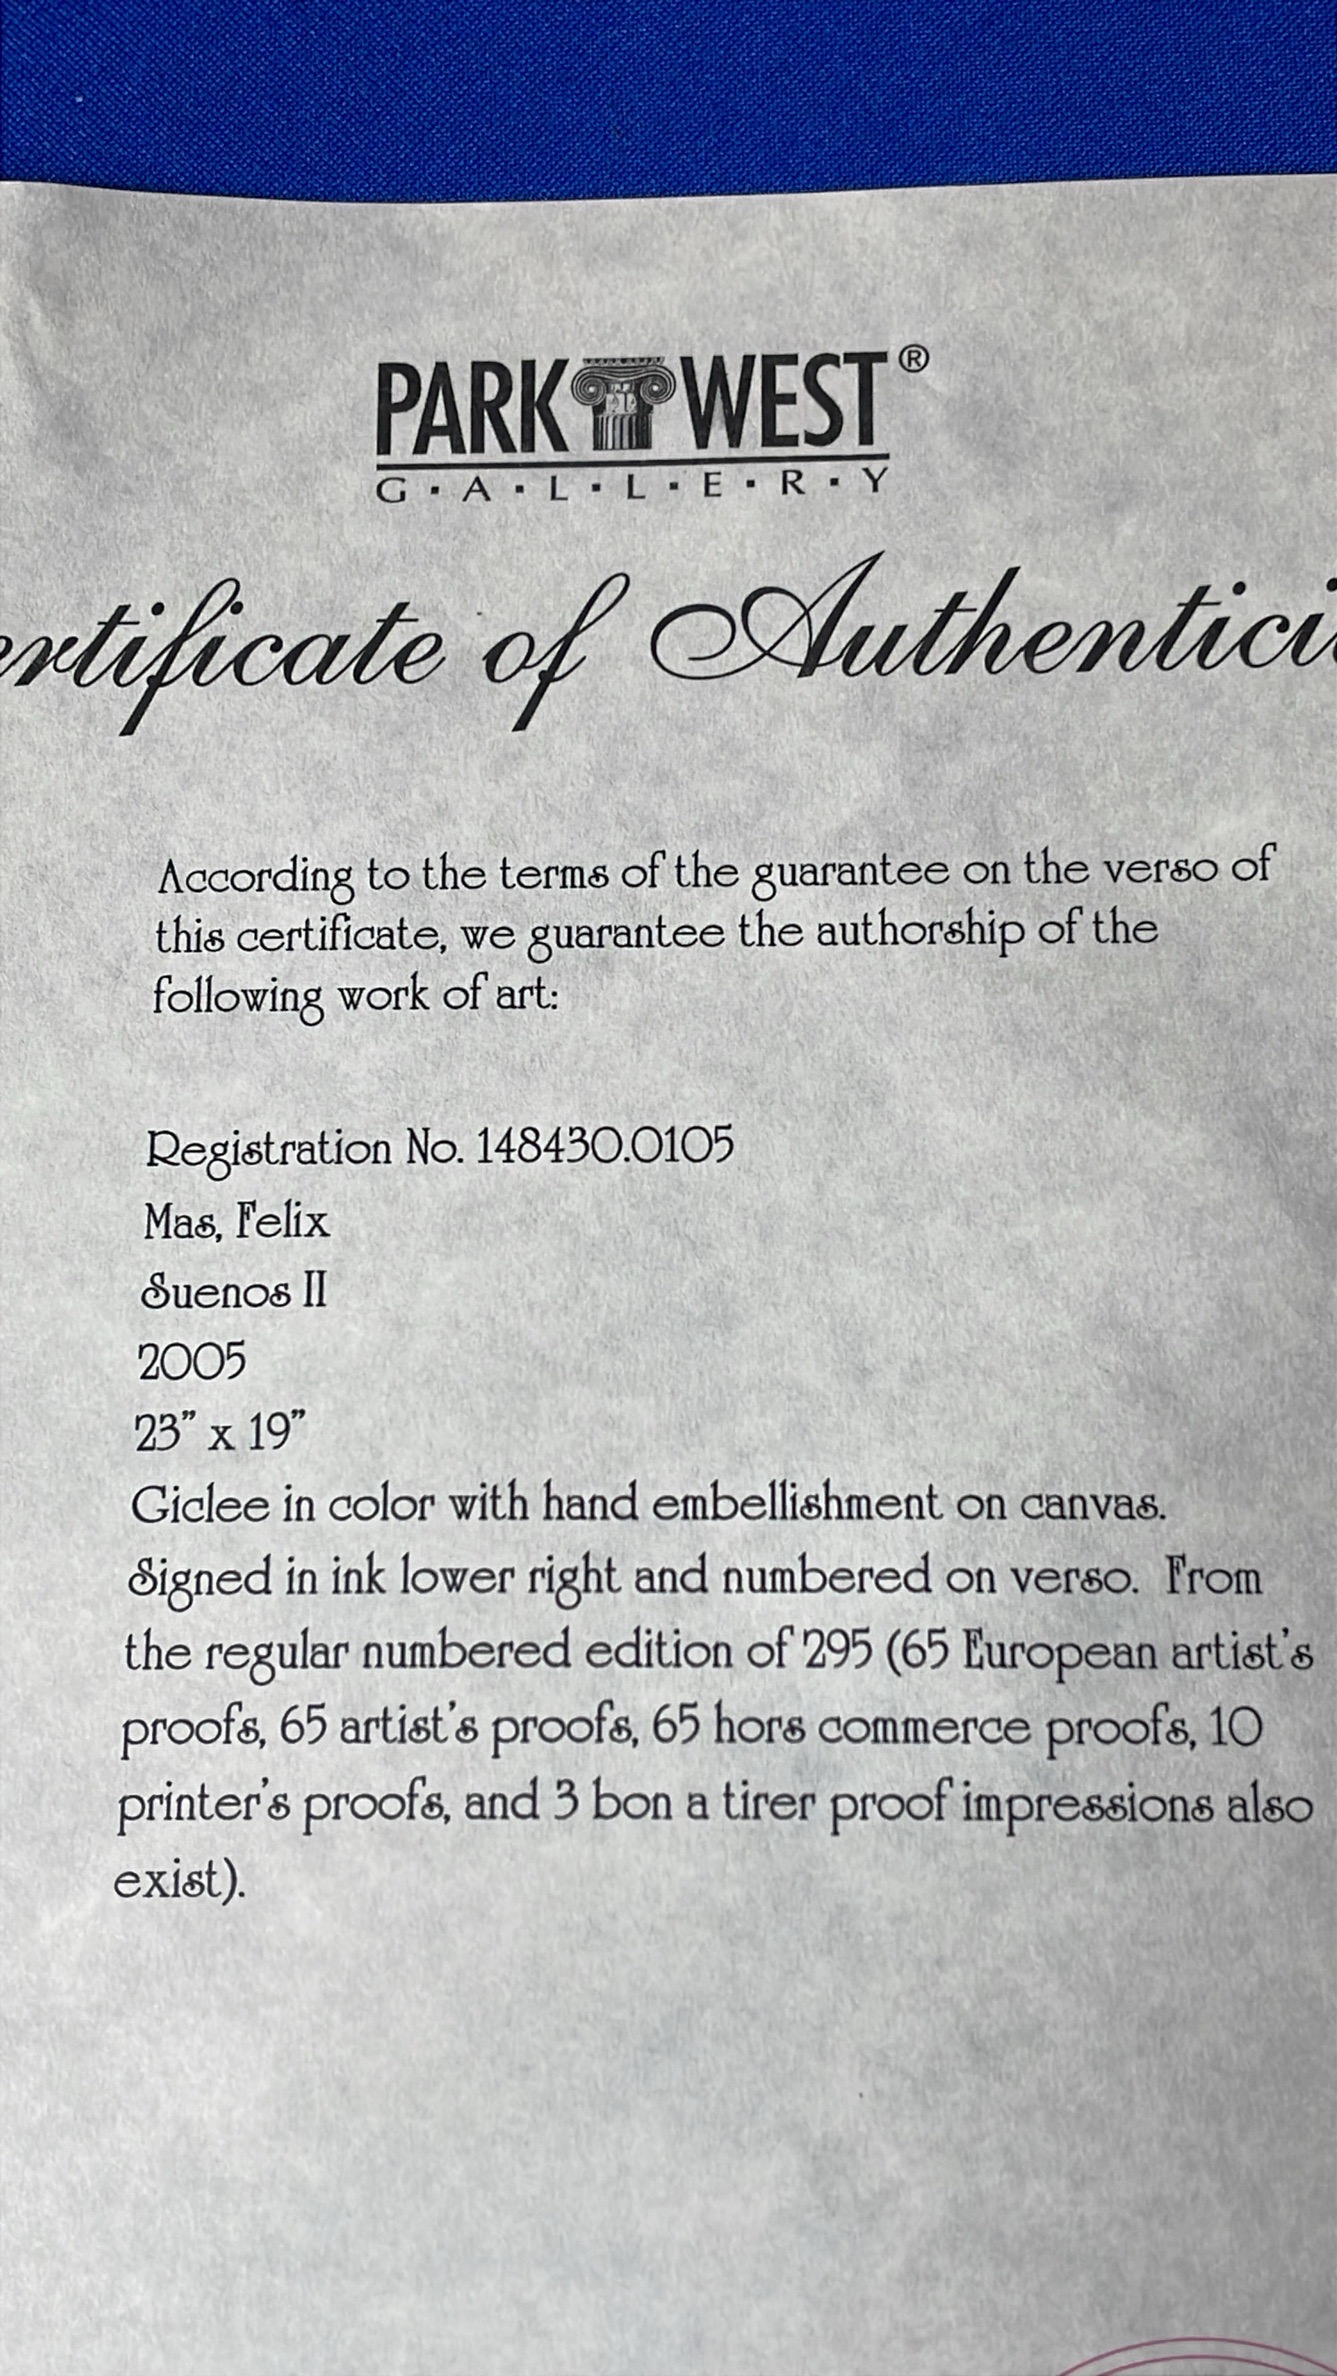 PARK WEST®
G·A·L·L·E·R·Y
ertificate of Authentici
According to the terms of the guarantee on the verso of
this certificate, we guarantee the authorship of the
following work of art:
Registration No. 148430.0105
Mas, Felix
Suenos II
2005
23" x 19"
Giclee in color with hand embellishment on canvas.
Signed in ink lower right and numbered on verso.  From
the regular numbered edition of 295 (65 European artist's
proofs, 65 artist's proofs, 65 hors commerce proofs, 10
printer's proofs, and 3 bon a tirer proof impressions also
exist).